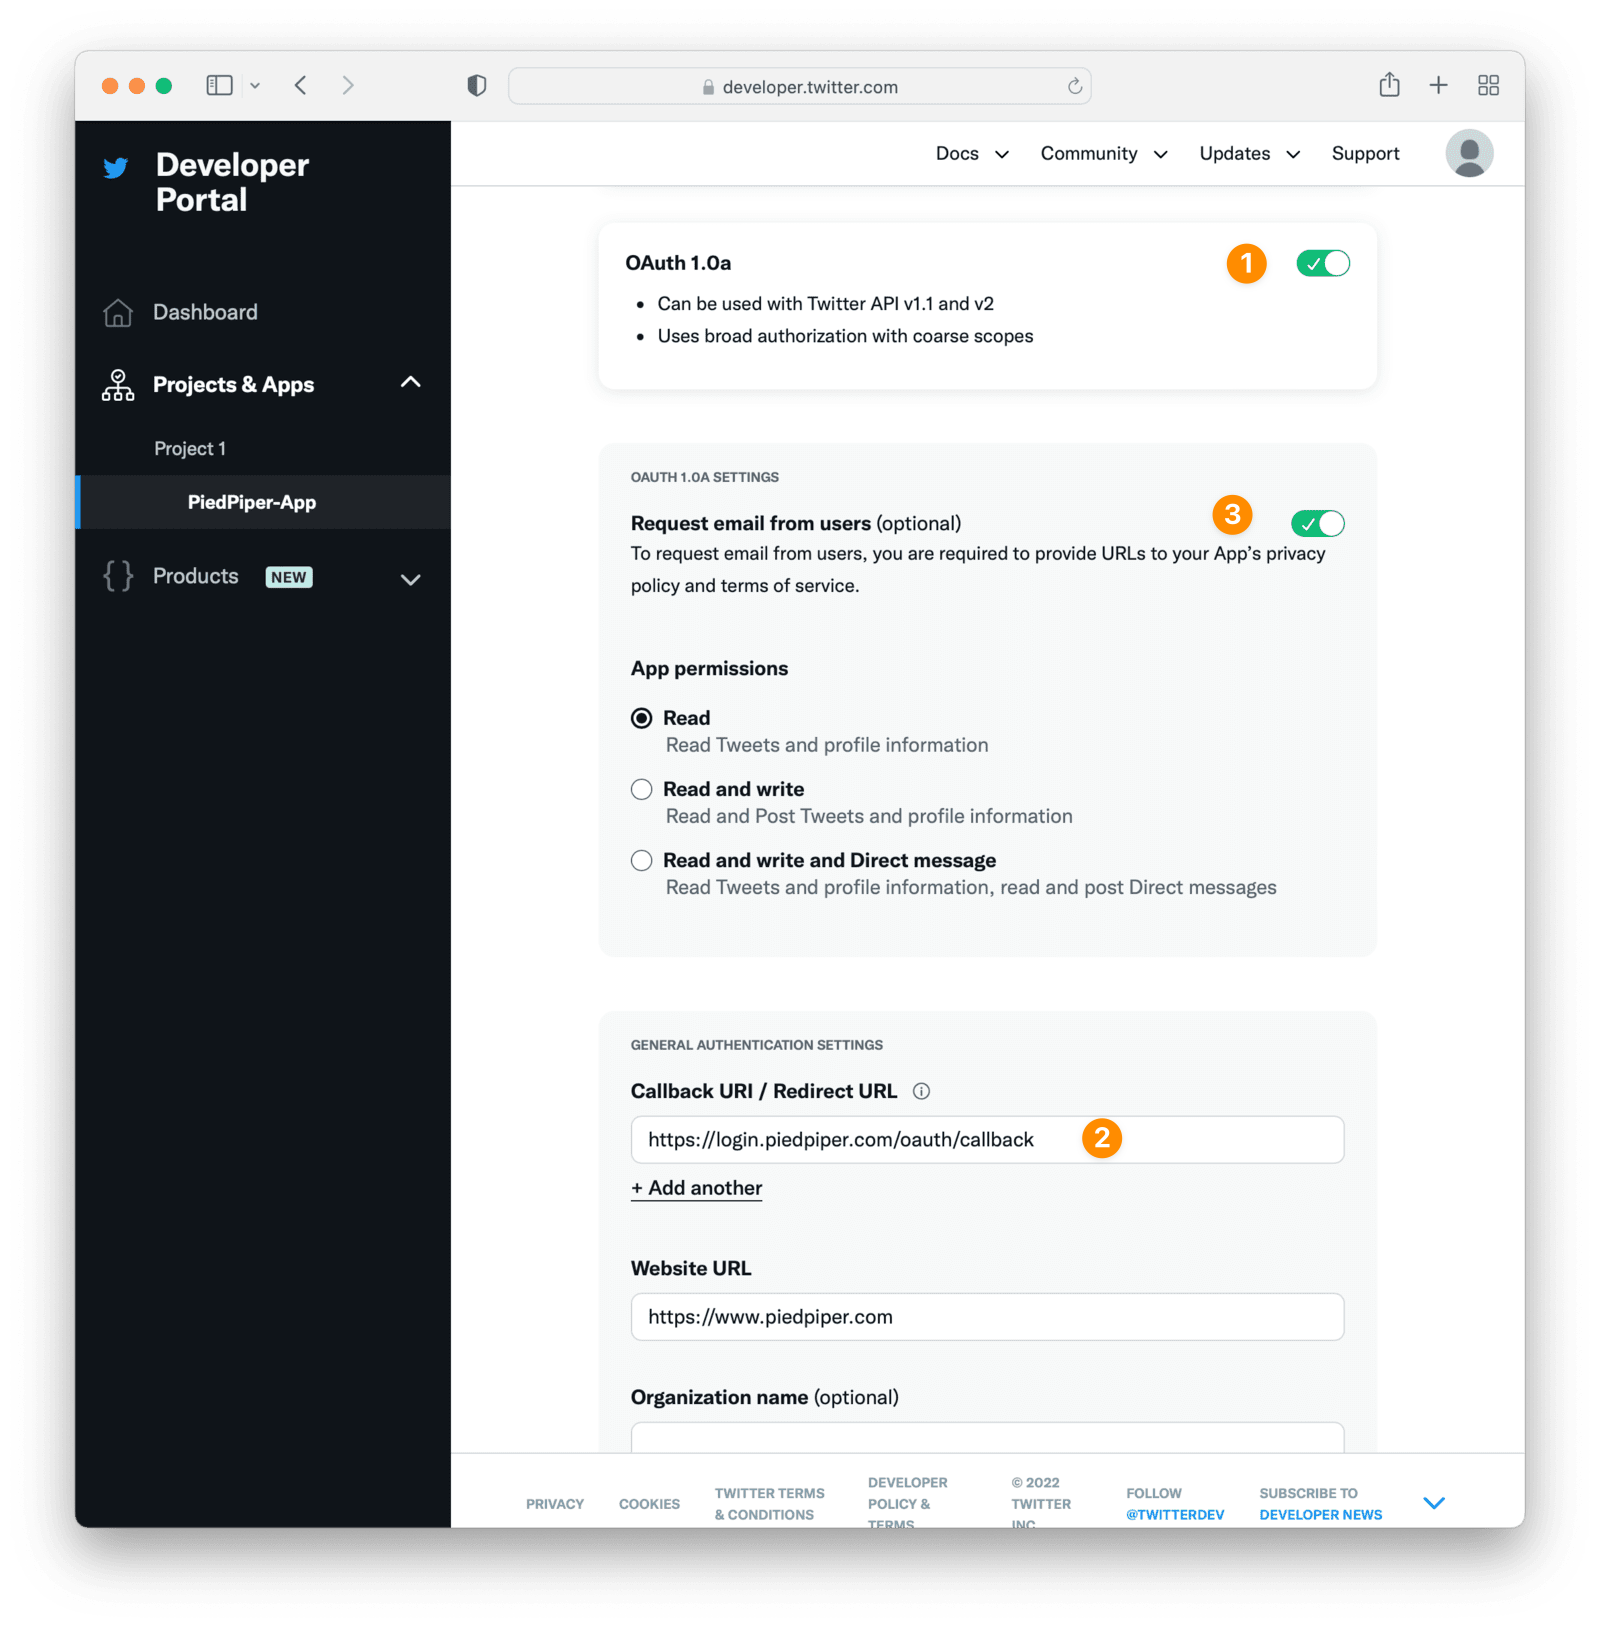 developer.twitter.com
Developer
Portal
Docs
Community
Updates
Support
Dashboard
Projects & Apps
Project 1
PiedPiper-App
Products NEW
OAuth 1.0a
1
• Can be used with Twitter API v1.1 and v2
• Uses broad authorization with coarse scopes
OAUTH 1.0A SETTINGS
Request email from users (optional)
3
To request email from users, you are required to provide URLs to your App’s privacy
policy and terms of service.
App permissions
Read
Read Tweets and profile information
Read and write
Read and Post Tweets and profile information
Read and write and Direct message
Read Tweets and profile information, read and post Direct messages
GENERAL AUTHENTICATION SETTINGS
Callback URI / Redirect URL
https://login.piedpiper.com/oauth/callback
2
+ Add another
Website URL
https://www.piedpiper.com
Organization name (optional)
PRIVACY
COOKIES
TWITTER TERMS
& CONDITIONS
DEVELOPER
POLICY &
TERMS
© 2022
TWITTER
INC.
FOLLOW
@TWITTERDEV
SUBSCRIBE TO
DEVELOPER NEWS